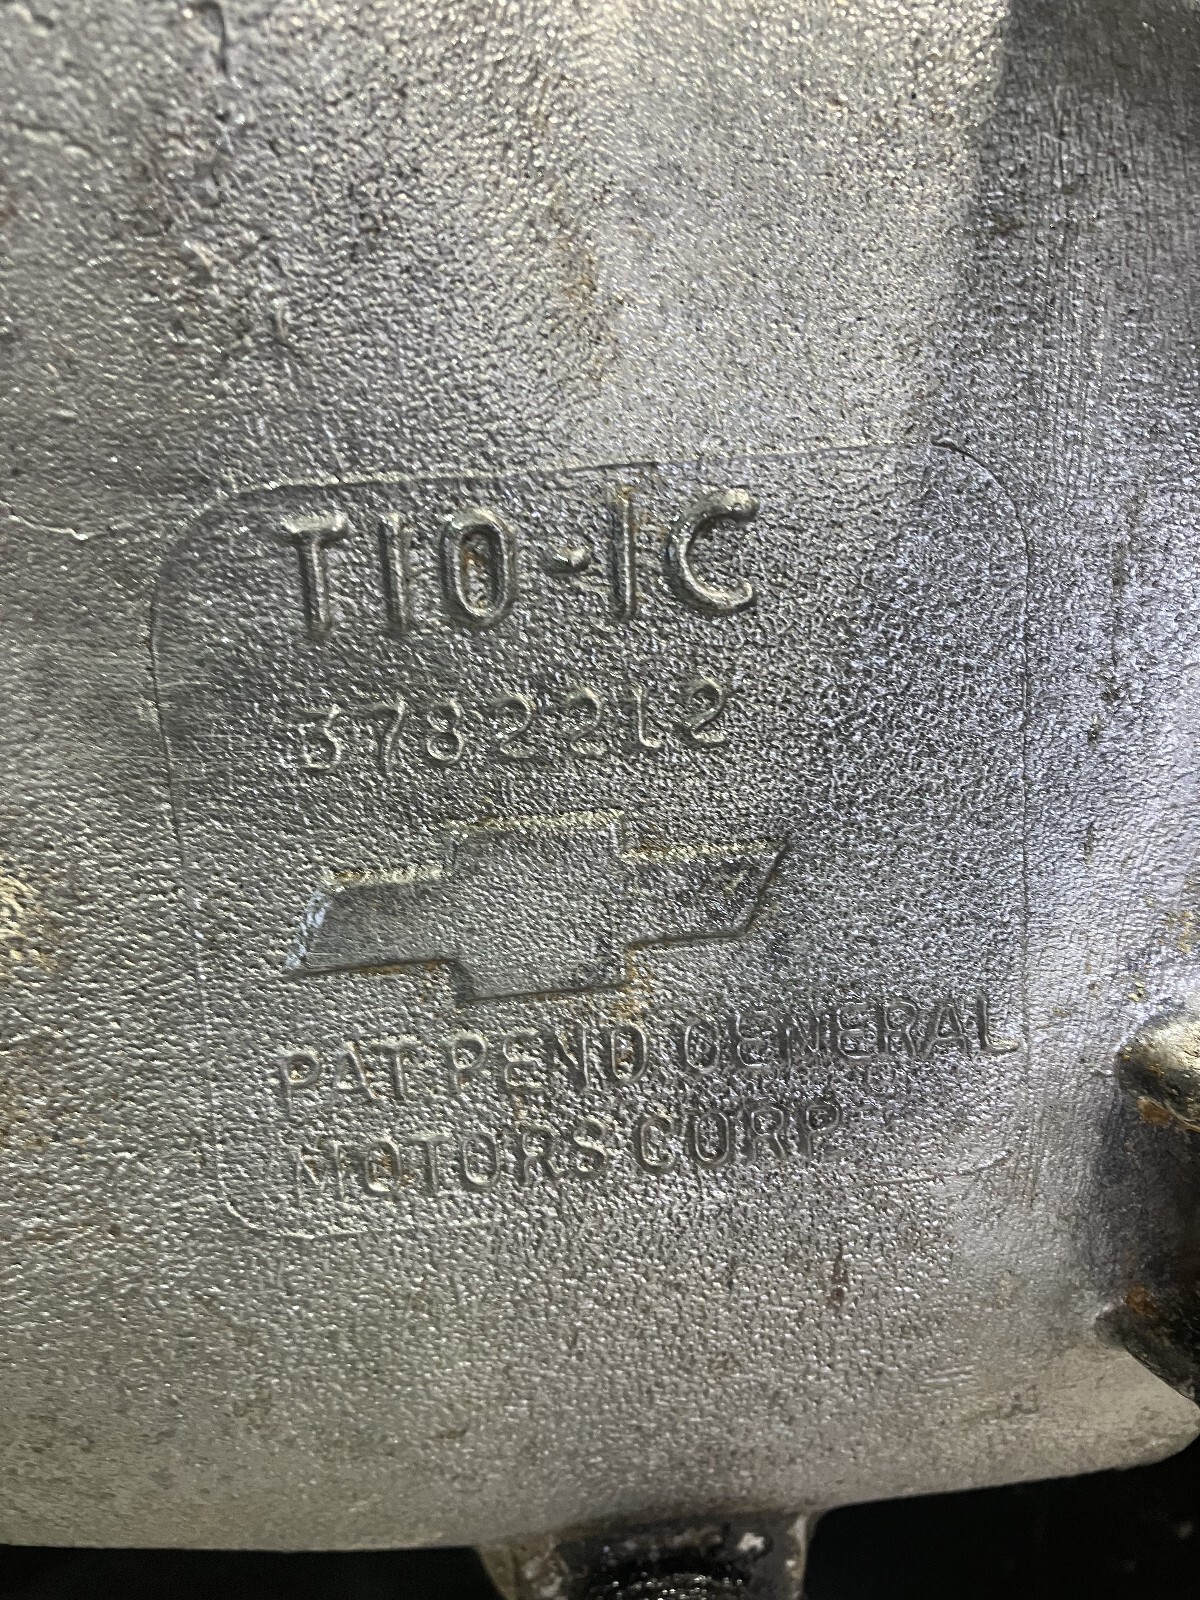 T10-1C
3782212
PAT PEND GENERAL
MOTORS CORP